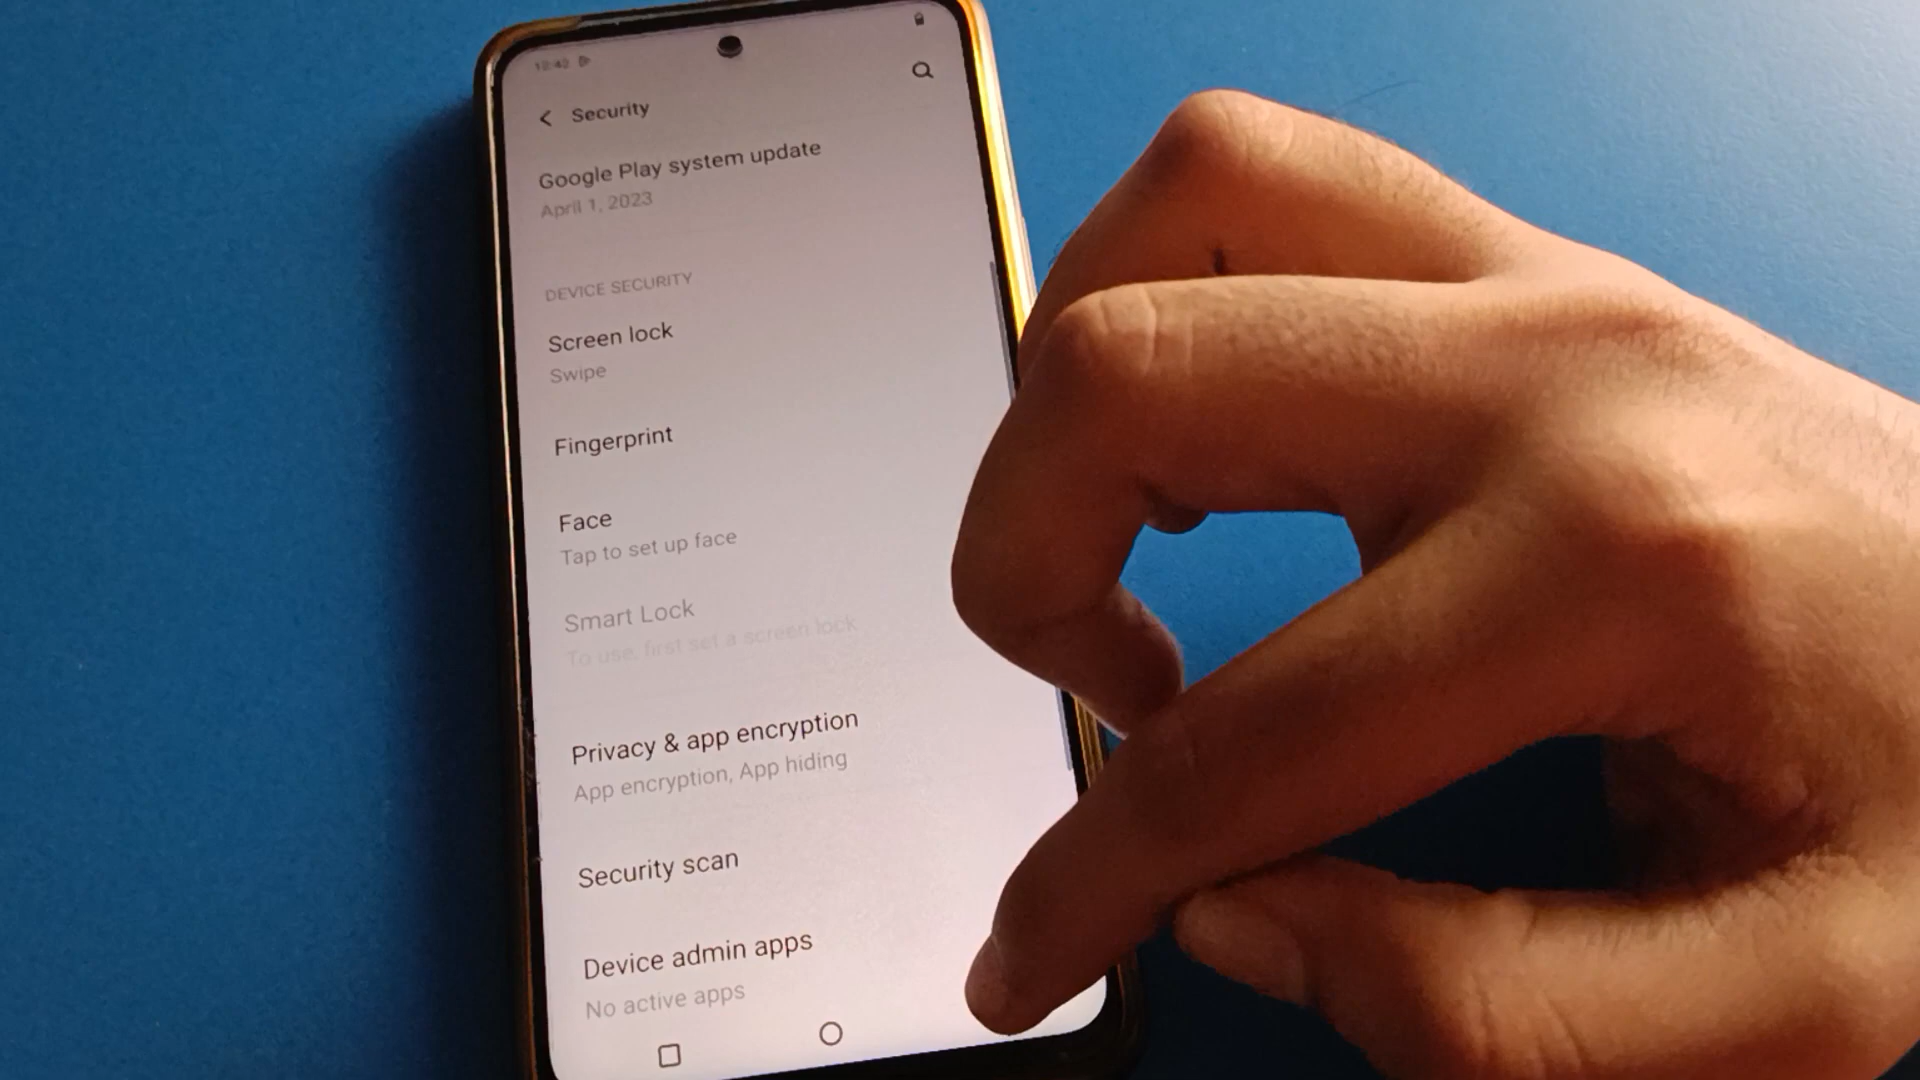 12:42
Security
Google Play system update
April 1, 2023
DEVICE SECURITY
Screen lock
Swipe
Fingerprint
Face
Tap to set up face
Smart Lock
To use, first set a screen lock
Privacy & app encryption
App encryption, App hiding
Security scan
Device admin apps
No active apps